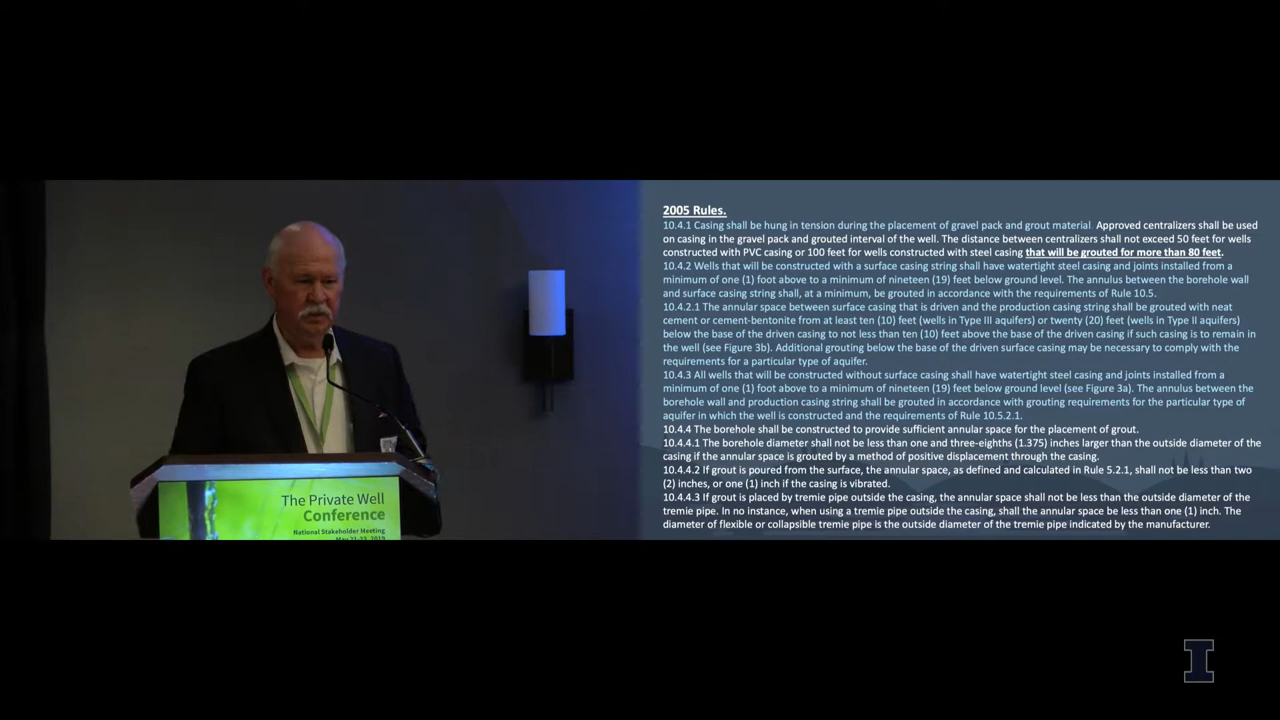 The Private Well
Conference
National Stakeholder Meeting
May 21-23, 2019
2005 Rules.
10.4.1 Casing shall be hung in tension during the placement of gravel pack and grout material  Approved centralizers shall be used
on casing in the gravel pack and grouted interval of the well. The distance between centralizers shall not exceed 50 feet for wells
constructed with PVC casing or 100 feet for wells constructed with steel casing that will be grouted for more than 80 feet.
10.4.2 Wells that will be constructed with a surface casing string shall have watertight steel casing and joints installed from a
minimum of one (1) foot above to a minimum of nineteen (19) feet below ground level. The annulus between the borehole wall
and surface casing string shall, at a minimum, be grouted in accordance with the requirements of Rule 10.5.
10.4.2.1 The annular space between surface casing that is driven and the production casing string shall be grouted with neat
cement or cement-bentonite from at least ten (10) feet (wells in Type III aquifers) or twenty (20) feet (wells in Type II aquifers)
below the base of the driven casing to not less than ten (10) feet above the base of the driven casing if such casing is to remain in
the well (see Figure 3b). Additional grouting below the base of the driven surface casing may be necessary to comply with the
requirements for a particular type of aquifer.
10.4.3 All wells that will be constructed without surface casing shall have watertight steel casing and joints installed from a
minimum of one (1) foot above to a minimum of nineteen (19) feet below ground level (see Figure 3a). The annulus between the
borehole wall and production casing string shall be grouted in accordance with grouting requirements for the particular type of
aquifer in which the well is constructed and the requirements of Rule 10.5.2.1.
10.4.4 The borehole shall be constructed to provide sufficient annular space for the placement of grout.
10.4.4.1 The borehole diameter shall not be less than one and three-eighths (1.375) inches larger than the outside diameter of the
casing if the annular space is grouted by a method of positive displacement through the casing.
10.4.4.2 If grout is poured from the surface, the annular space, as defined and calculated in Rule 5.2.1, shall not be less than two
(2) inches, or one (1) inch if the casing is vibrated.
10.4.4.3 If grout is placed by tremie pipe outside the casing, the annular space shall not be less than the outside diameter of the
tremie pipe. In no instance, when using a tremie pipe outside the casing, shall the annular space be less than one (1) inch. The
diameter of flexible or collapsible tremie pipe is the outside diameter of the tremie pipe indicated by the manufacturer.
I